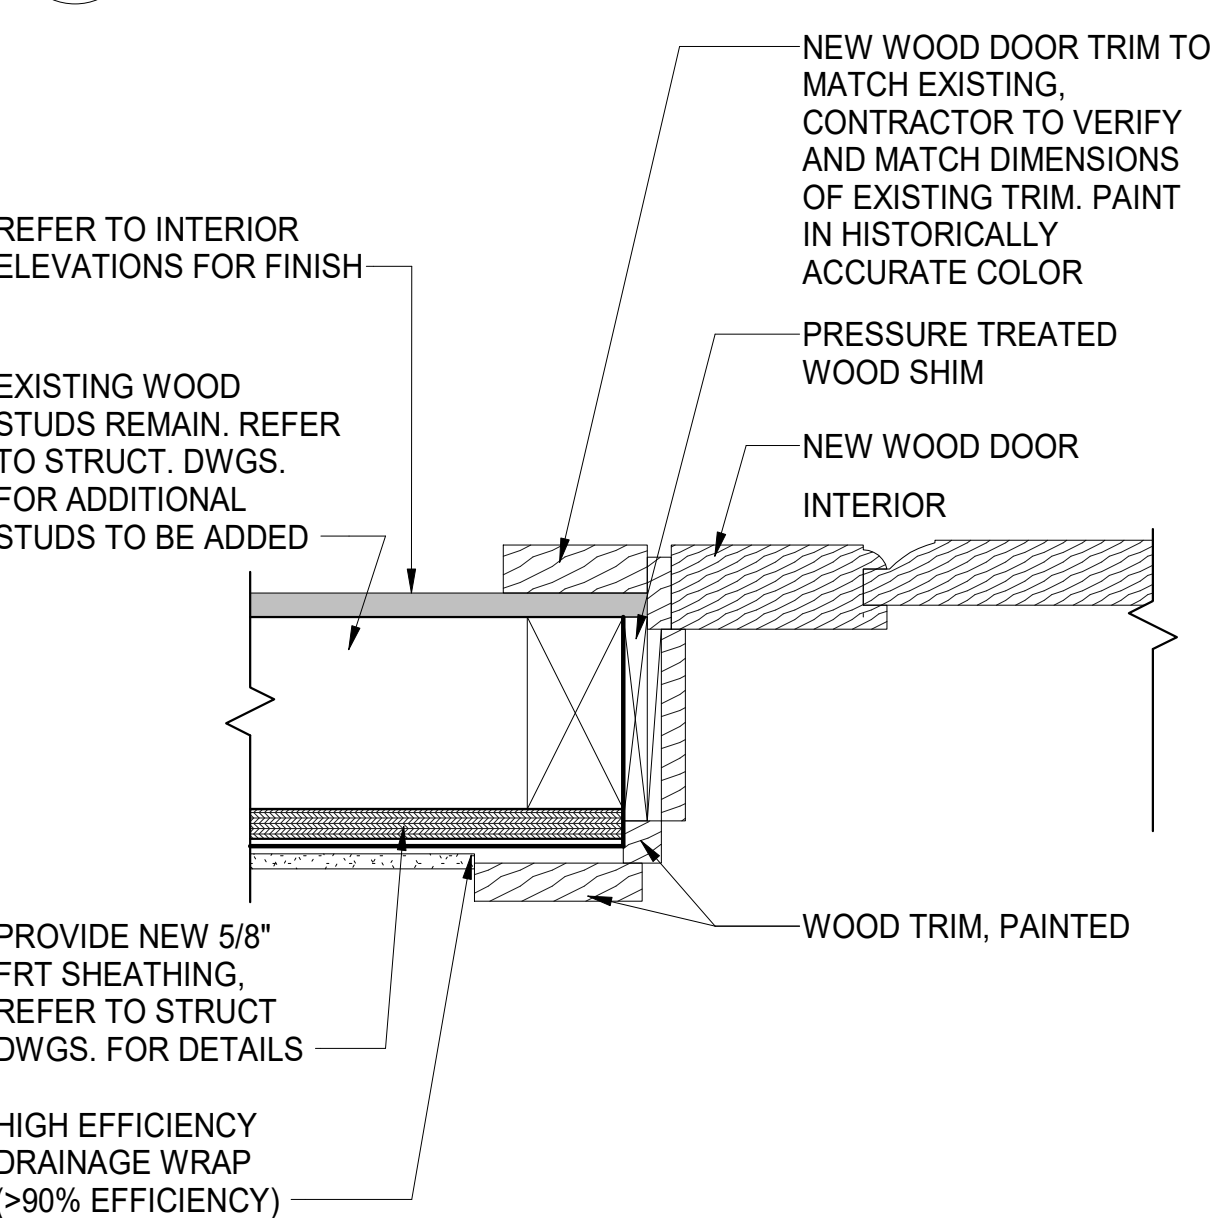 NEW WOOD DOOR TRIM TO
MATCH EXISTING,
CONTRACTOR TO VERIFY
AND MATCH DIMENSIONS
OF EXISTING TRIM. PAINT
IN HISTORICALLY
ACCURATE COLOR
REFER TO INTERIOR
ELEVATIONS FOR FINISH
PRESSURE TREATED
WOOD SHIM
EXISTING WOOD
STUDS REMAIN. REFER
TO STRUCT. DWGS.
FOR ADDITIONAL
STUDS TO BE ADDED
NEW WOOD DOOR
INTERIOR
WOOD TRIM, PAINTED
PROVIDE NEW 5/8"
FRT SHEATHING,
REFER TO STRUCT
DWGS. FOR DETAILS
HIGH EFFICIENCY
DRAINAGE WRAP
(>90% EFFICIENCY)